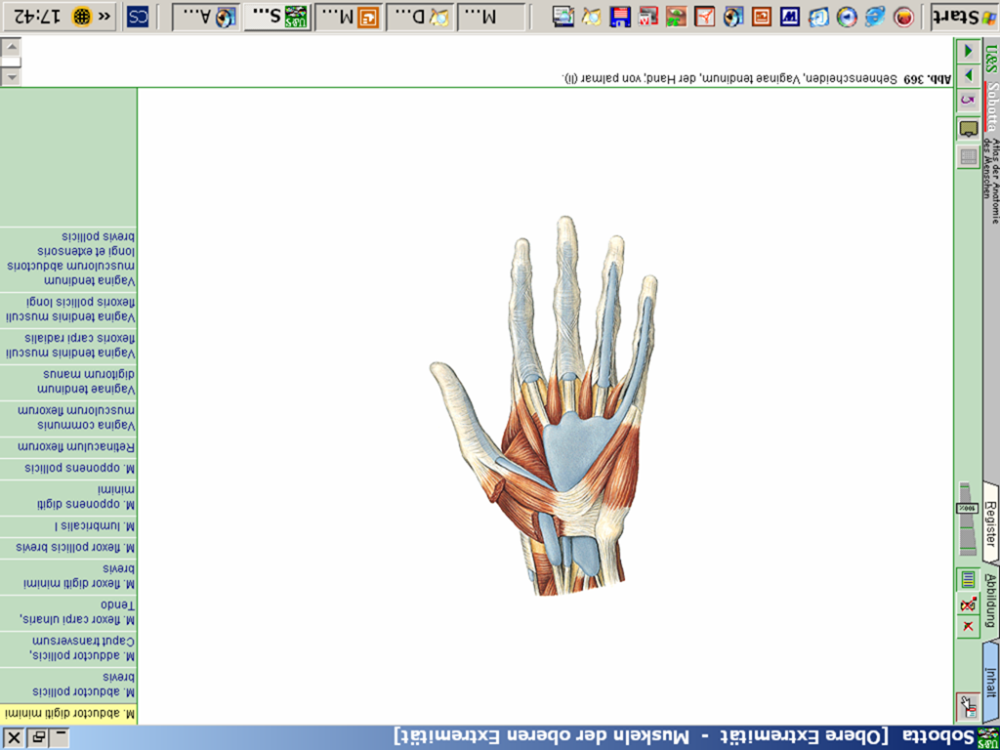 Sobotta [Obere Extremität - Muskeln der oberen Extremität]
Inhalt
Abbildung
Register
100%
Atlas der Anatomie
des Menschen
Sobotta
U&S
M. abductor digiti minimi
M. abductor pollicis
brevis
M. adductor pollicis,
Caput transversum
M. flexor carpi ulnaris,
Tendo
M. flexor digiti minimi
brevis
M. flexor pollicis brevis
M. lumbricalis I
M. opponens digiti
minimi
M. opponens pollicis
Retinaculum flexorum
Vagina communis
musculorum flexorum
Vaginae tendinum
digitorum manus
Vagina tendinis musculi
flexoris carpi radialis
Vagina tendinis musculi
flexoris pollicis longi
Vagina tendinum
musculorum abductoris
longi et extensoris
brevis pollicis
Abb. 369 Sehnenscheiden, Vaginae tendinum, der Hand; von palmar (li).
Start
M...
D...
M...
S...
A...
CS
«
17:42